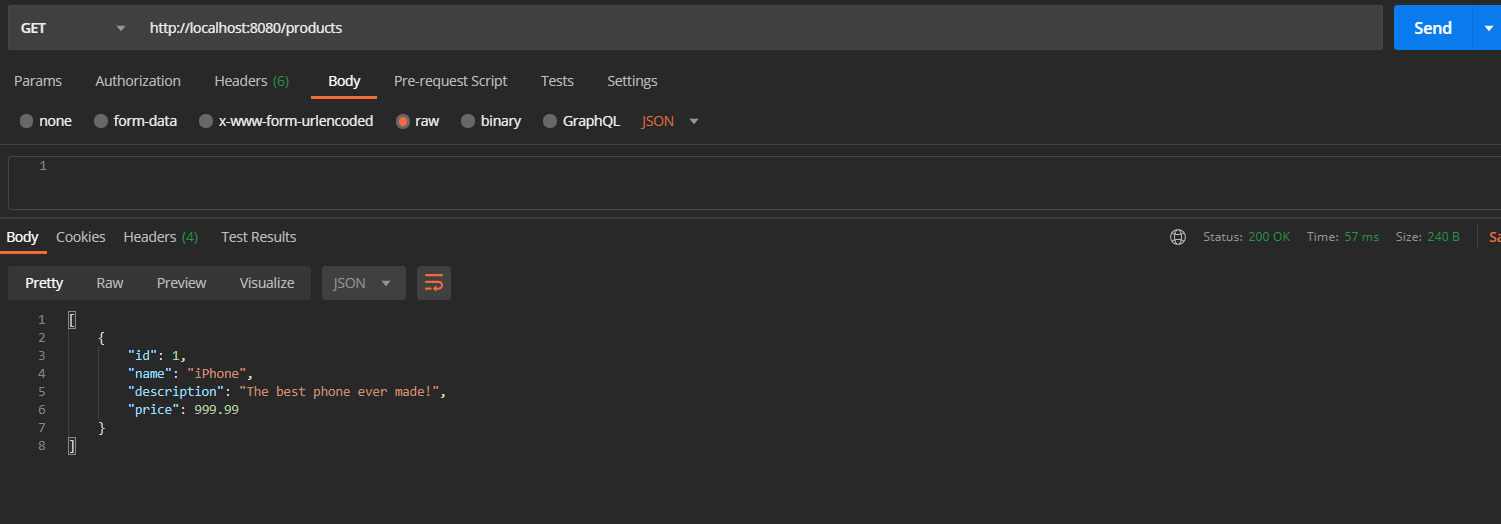 GET http://localhost:8080/products Send
Params Authorization Headers (6) Body Pre-request Script Tests Settings
none form-data x-www-form-urlencoded raw binary GraphQL JSON
1
Body Cookies Headers (4) Test Results Status: 200 OK Time: 57 ms Size: 240 B Sa
Pretty Raw Preview Visualize JSON
1 [
2 {
3 "id": 1,
4 "name": "iPhone",
5 "description": "The best phone ever made!",
6 "price": 999.99
7 }
8 ]